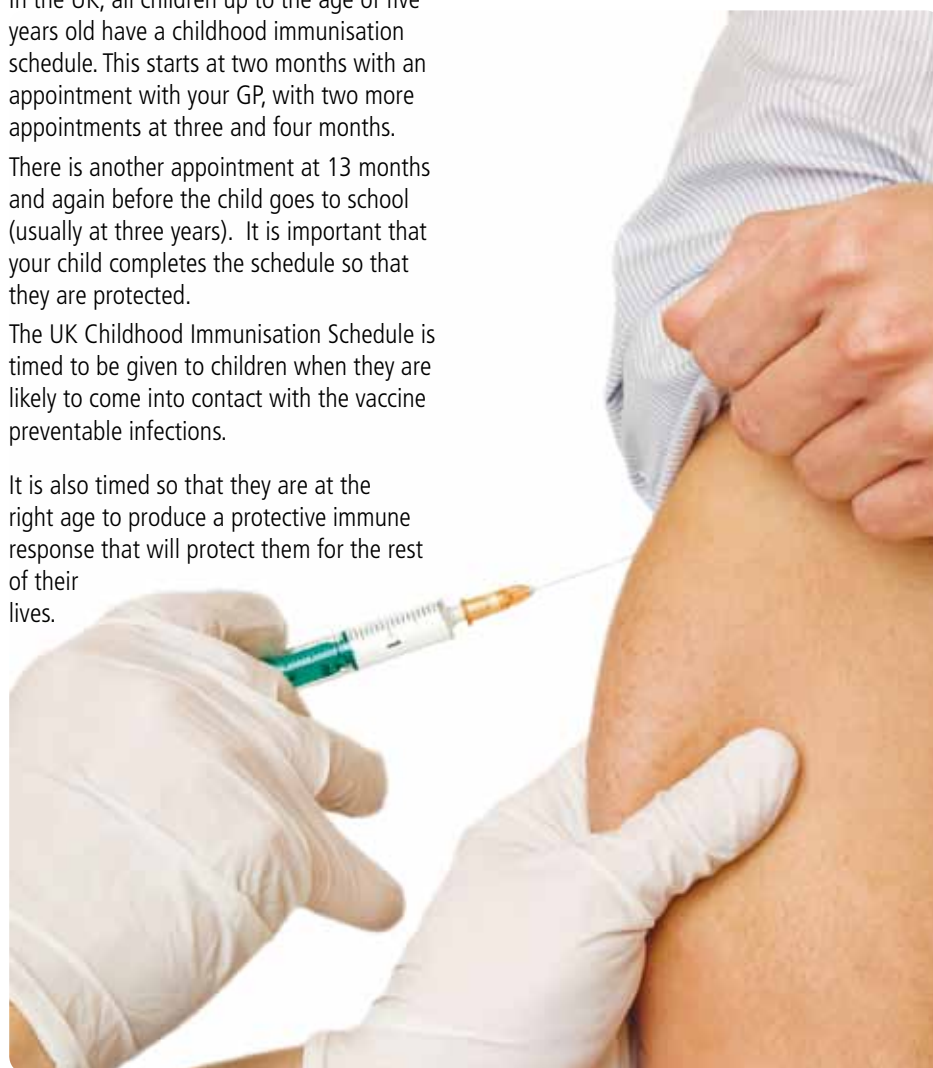 In the UK, all children up to the age of five
years old have a childhood immunisation
schedule. This starts at two months with an
appointment with your GP, with two more
appointments at three and four months.
There is another appointment at 13 months
and again before the child goes to school
(usually at three years).  It is important that
your child completes the schedule so that
they are protected.
The UK Childhood Immunisation Schedule is
timed to be given to children when they are
likely to come into contact with the vaccine
preventable infections.
It is also timed so that they are at the
right age to produce a protective immune
response that will protect them for the rest
of their
lives.